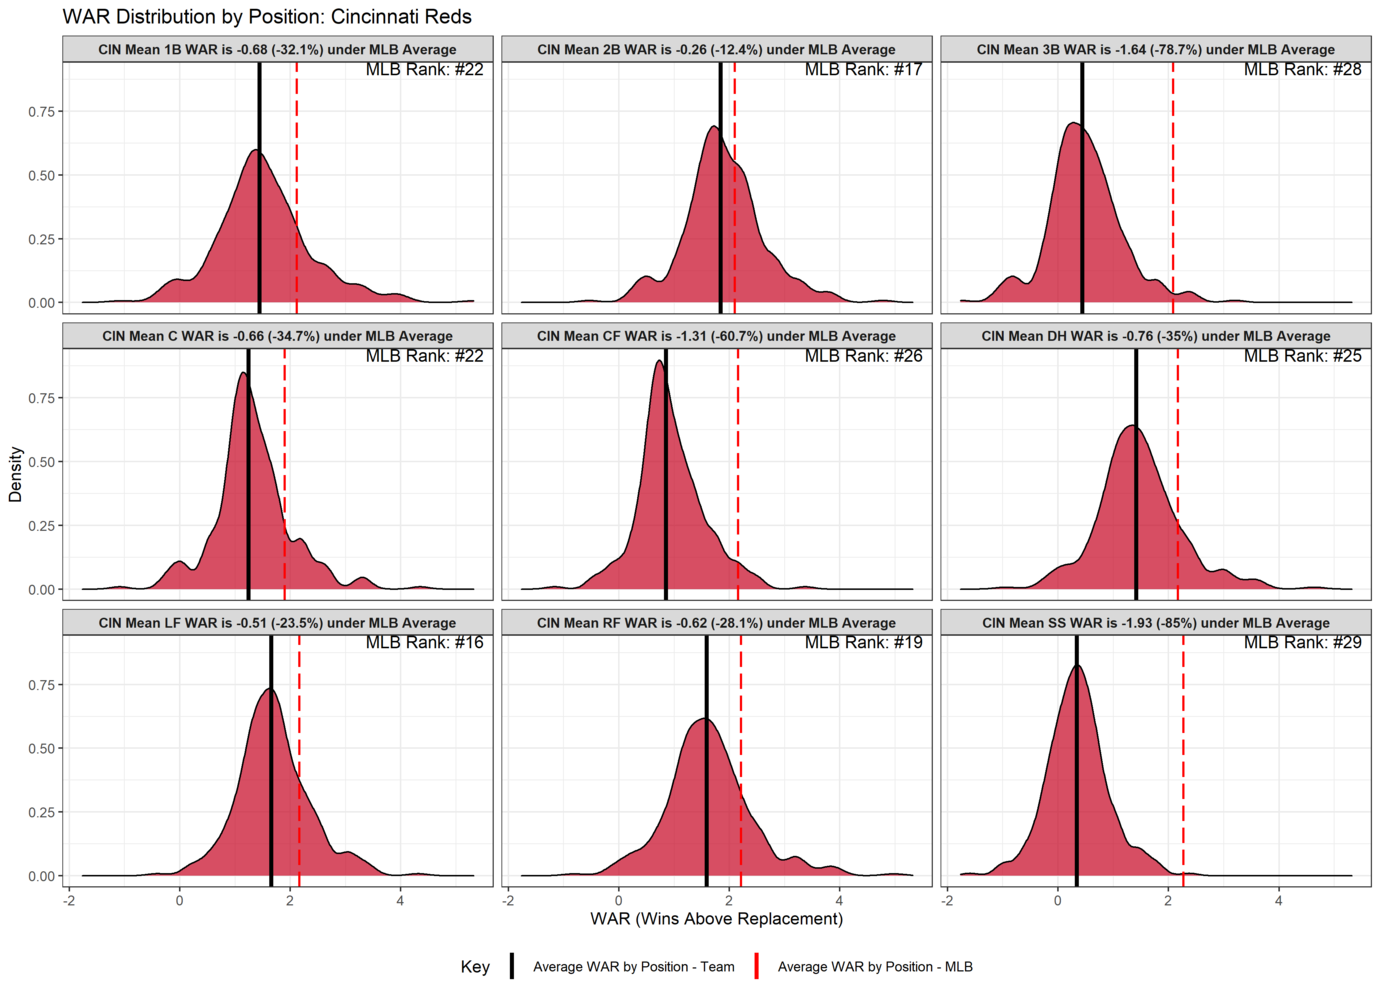 WAR Distribution by Position: Cincinnati Reds
CIN Mean 1B WAR is -0.68 (-32.1%) under MLB Average
CIN Mean 2B WAR is -0.26 (-12.4%) under MLB Average
CIN Mean 3B WAR is -1.64 (-78.7%) under MLB Average
MLB Rank: #22
MLB Rank: #17
MLB Rank: #28
0.75
0.50
0.25
0.00
CIN Mean C WAR is -0.66 (-34.7%) under MLB Average
CIN Mean CF WAR is -1.31 (-60.7%) under MLB Average
CIN Mean DH WAR is -0.76 (-35%) under MLB Average
MLB Rank: #22
MLB Rank: #26
MLB Rank: #25
0.75
0.50
0.25
0.00
Density
CIN Mean LF WAR is -0.51 (-23.5%) under MLB Average
CIN Mean RF WAR is -0.62 (-28.1%) under MLB Average
CIN Mean SS WAR is -1.93 (-85%) under MLB Average
MLB Rank: #16
MLB Rank: #19
MLB Rank: #29
0.75
0.50
0.25
0.00
-2 0 2 4
-2 0 2 4
-2 0 2 4
WAR (Wins Above Replacement)
Key
Average WAR by Position - Team
Average WAR by Position - MLB